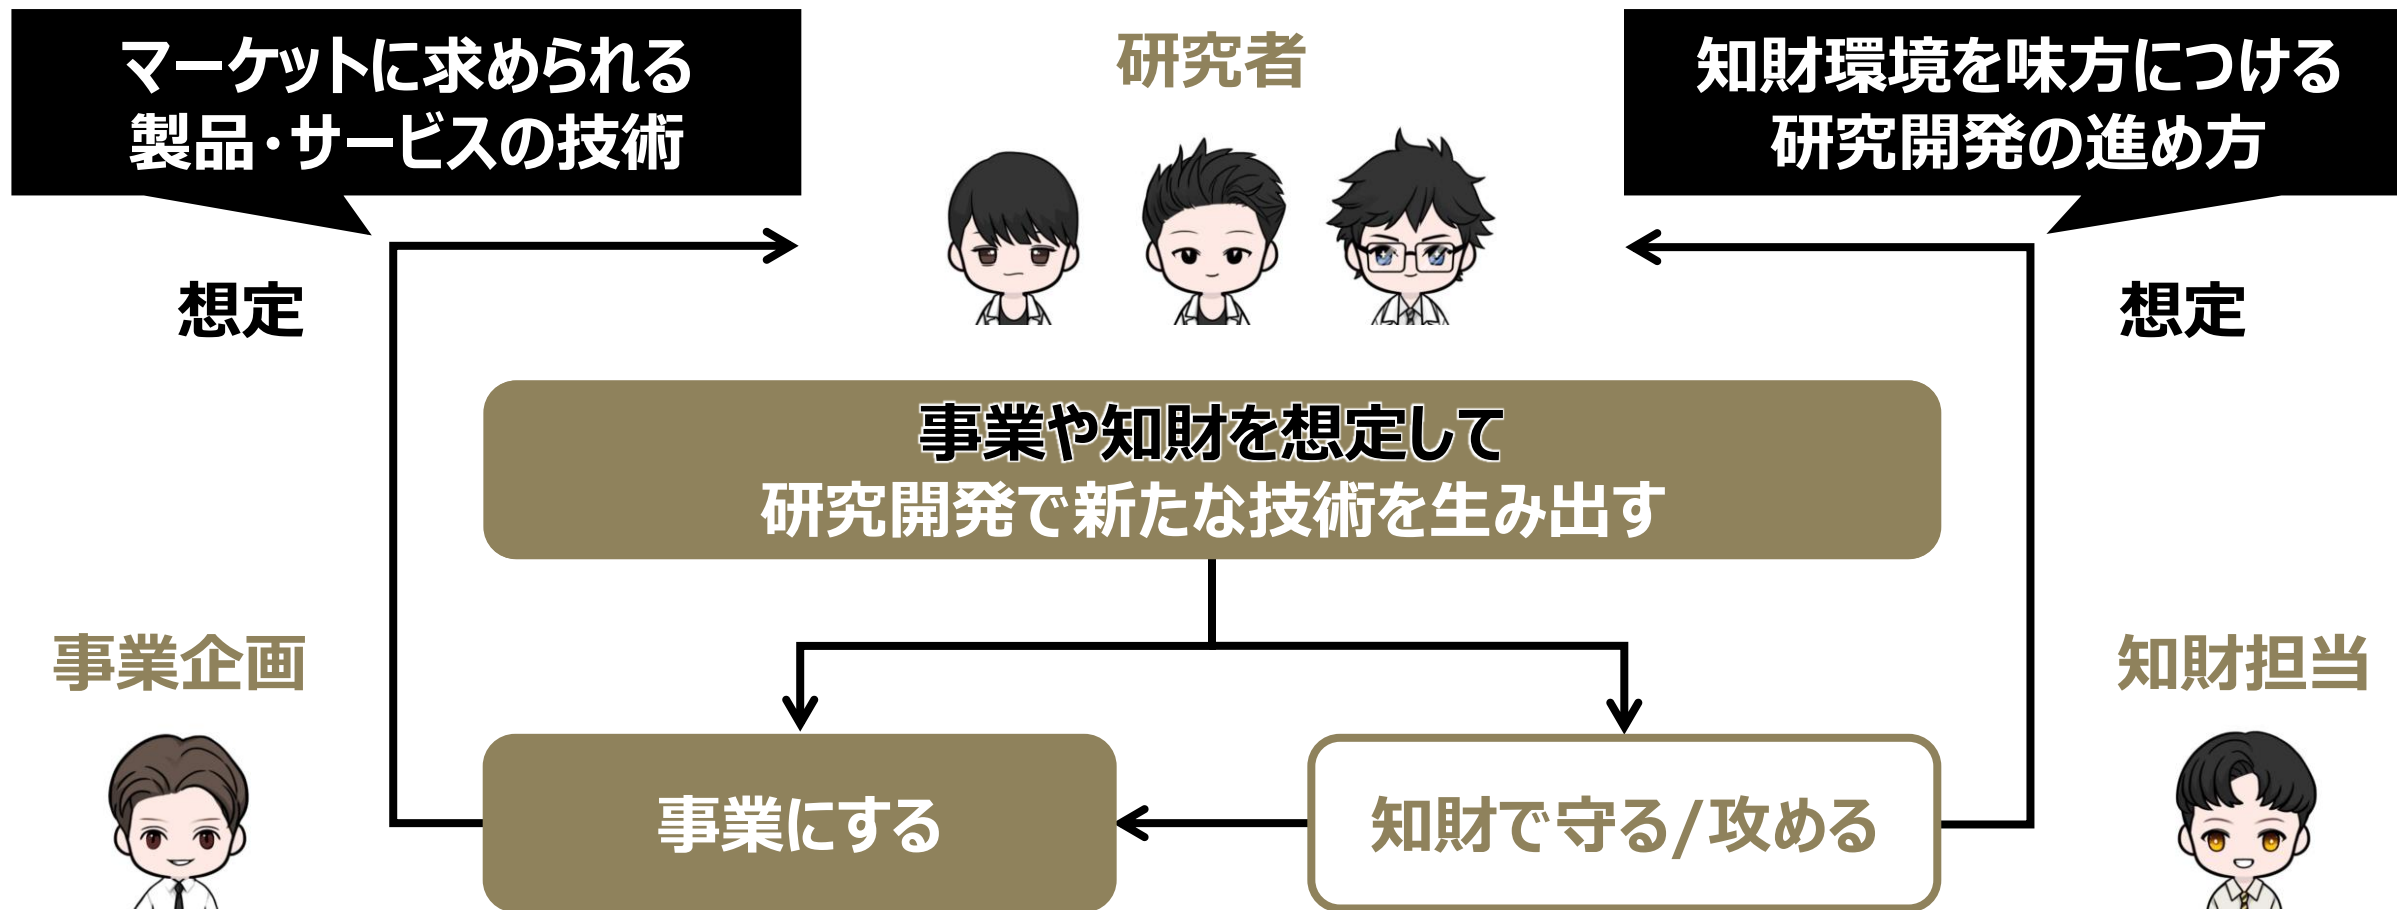 マーケットに求められる
製品・サービスの技術
研究者
知財環境を味方につける
研究開発の進め方
想定
想定
事業や知財を想定して
研究開発で新たな技術を生み出す
事業企画
知財担当
事業にする
知財で守る/攻める